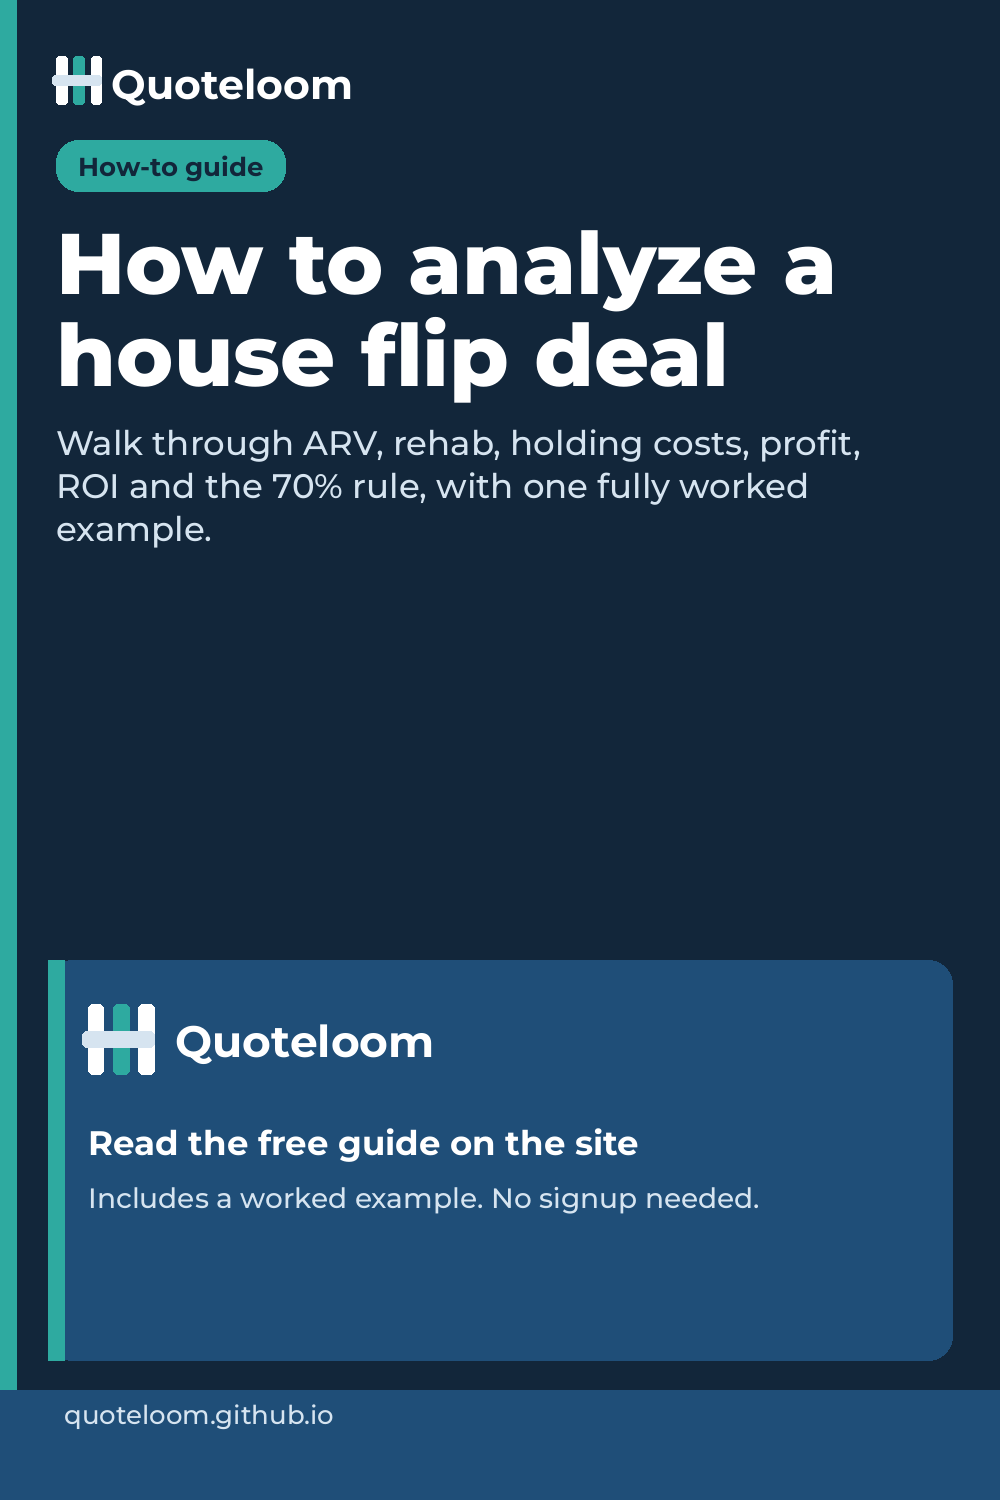 Quoteloom
How-to guide
How to analyze a
house flip deal
Walk through ARV, rehab, holding costs, profit,
ROI and the 70% rule, with one fully worked
example.
Quoteloom
Read the free guide on the site
Includes a worked example. No signup needed.
quoteloom.github.io